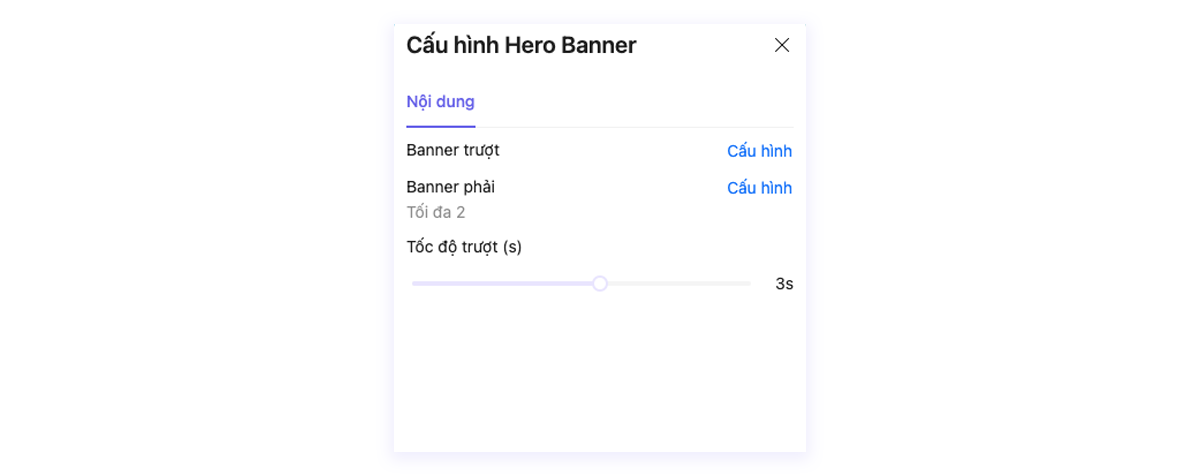 Cấu hình Hero Banner
Nội dung
Banner trượt Cấu hình
Banner phải Cấu hình
Tối đa 2
Tốc độ trượt (s)
3s